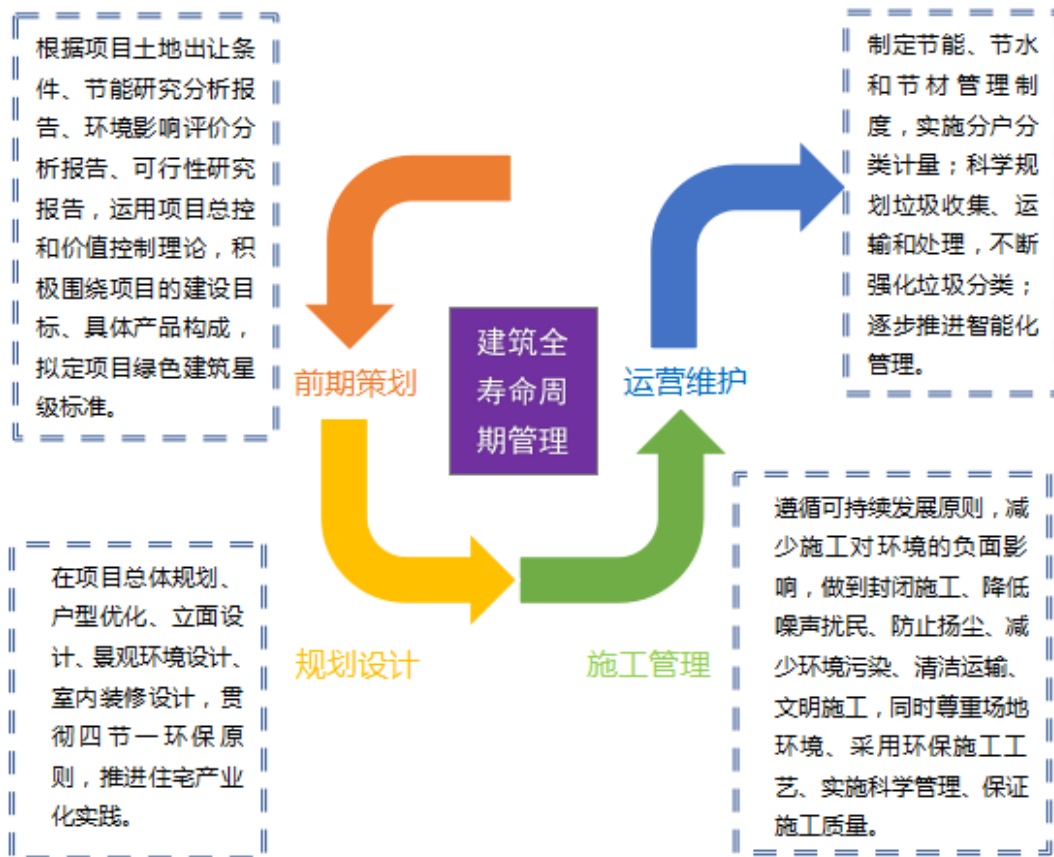 根据项目土地出让条
件、节能研究分析报
告、环境影响评价分
析报告、可行性研究
报告，运用项目总控
和价值控制理论，积
极围绕项目的建设目
标、具体产品构成，
拟定项目绿色建筑星
级标准。
制定节能、节水
和节材管理制
度，实施分户分
类计量；科学规
划垃圾收集、运
输和处理，不断
强化垃圾分类；
逐步推进智能化
管理。
建筑全
寿命周
期管理
前期策划
运营维护
规划设计
施工管理
在项目总体规划、
户型优化、立面设
计、景观环境设计、
室内装修设计，贯
彻四节一环保原
则，推进住宅产业
化实践。
遵循可持续发展原则，减
少施工对环境的负面影
响，做到封闭施工、降低
噪声扰民、防止扬尘、减
少环境污染、清洁运输、
文明施工，同时尊重场地
环境、采用环保施工工
艺、实施科学管理、保证
施工质量。